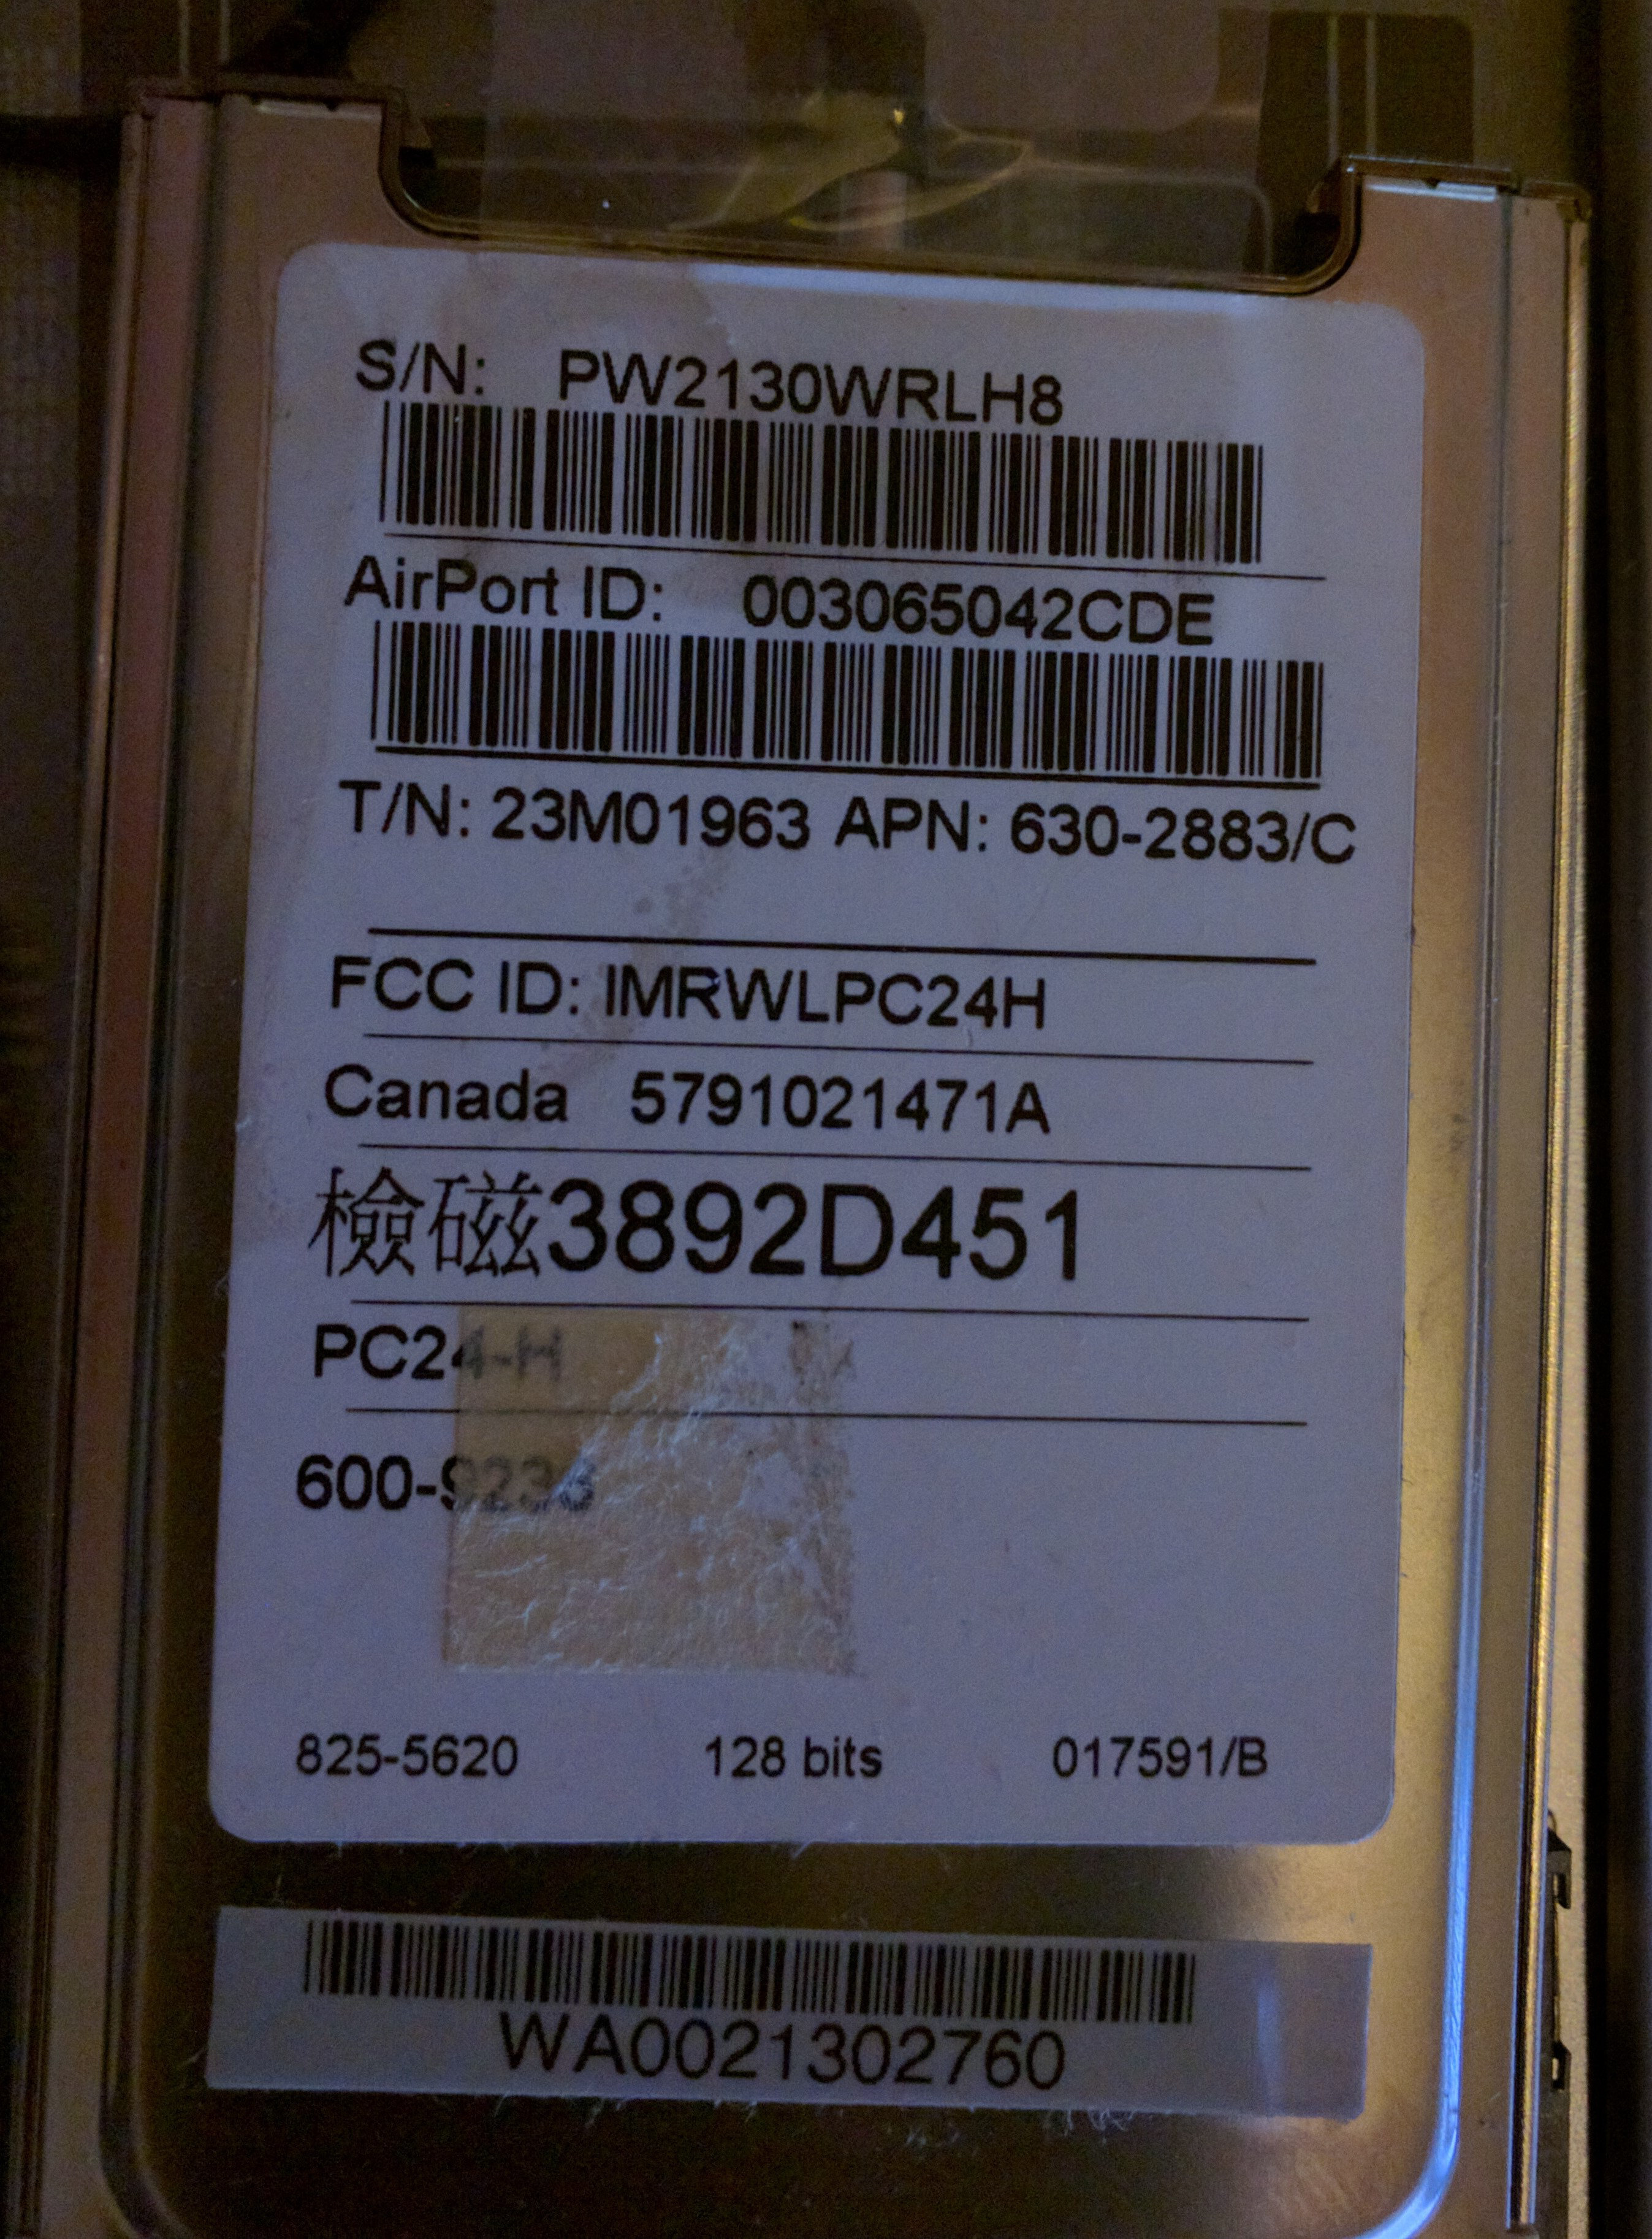 S/N: PW2130WRLH8
AirPort ID: 003065042CDE
T/N: 23M01963 APN: 630-2883/C
FCC ID: IMRWLPC24H
Canada 5791021471A
檢磁3892D451
PC24-H
825-5620 128 bits 017591/B
WA0021302760